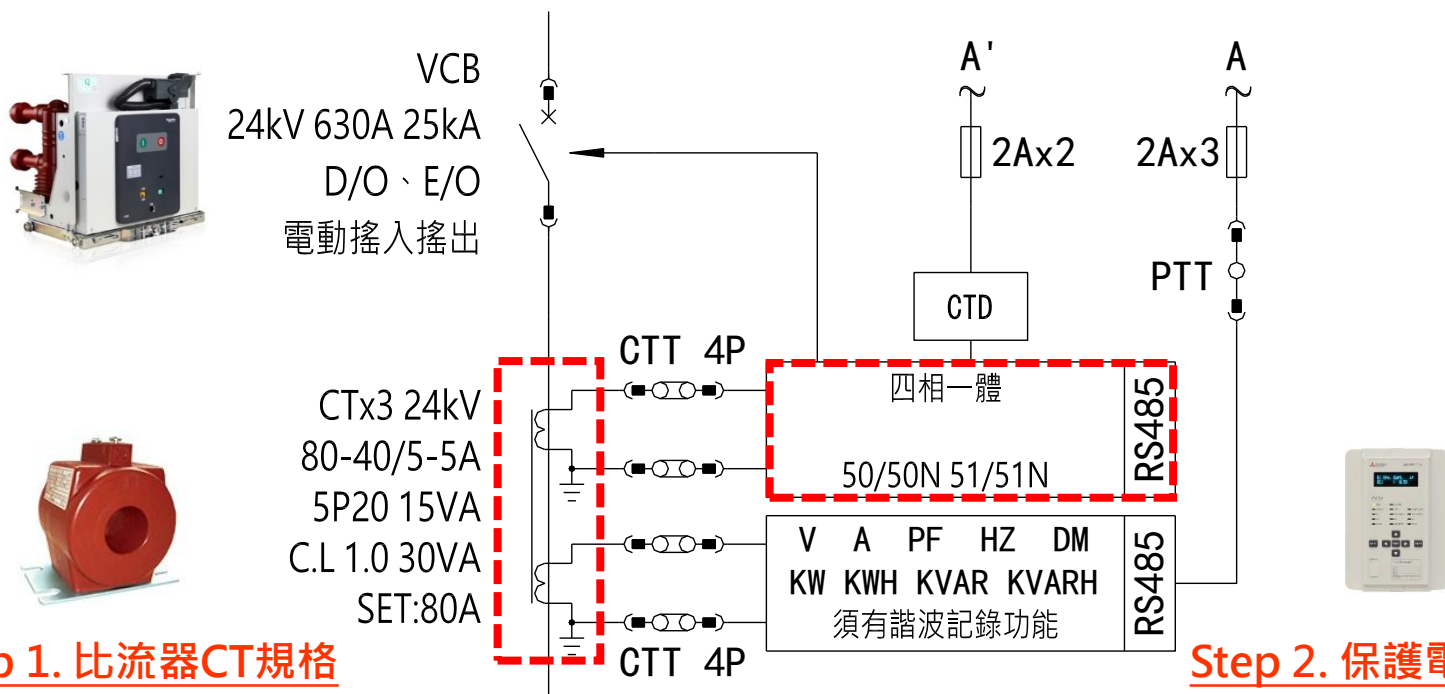 VCB
24kV 630A 25kA
D/O、E/O
電動搖入搖出
A'
A
2Ax2
2Ax3
PTT
CTD
CTT 4P
CTx3 24kV
80-40/5-5A
5P20 15VA
C.L 1.0 30VA
SET:80A
四相一體
50/50N 51/51N
RS485
V A PF HZ DM
KW KWH KVAR KVARH
須有諧波記錄功能
RS485
CTT 4P
p 1. 比流器CT規格
Step 2. 保護電